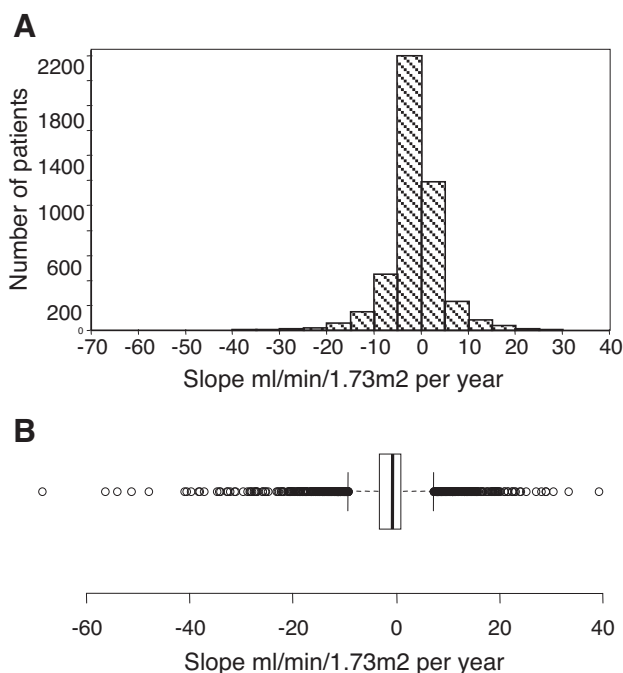 A
Number of patients
2200
1800
1400
1000
600
200
0
-70 -60 -50 -40 -30 -20 -10 0 10 20 30 40
Slope ml/min/1.73m2 per year
B
-60 -40 -20 0 20 40
Slope ml/min/1.73m2 per year